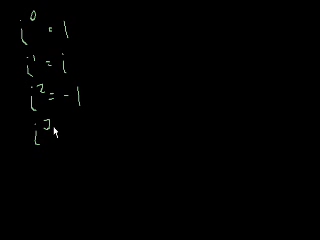 i⁰ = 1
i¹ = i
i² = -1
i³